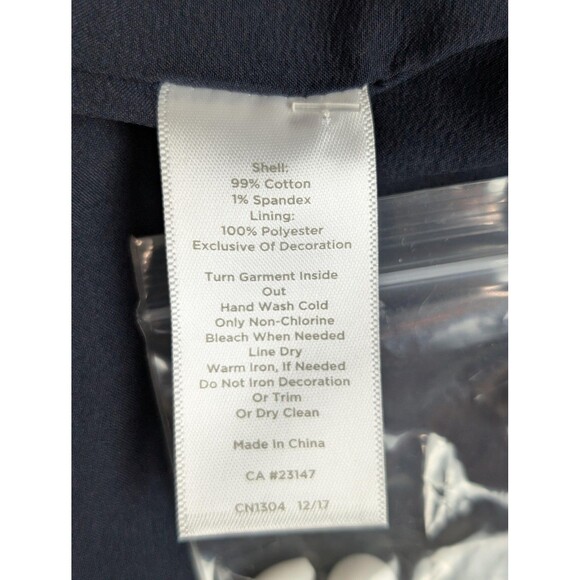 Shell:
99% Cotton
1% Spandex
Lining:
100% Polyester
Exclusive Of Decoration
Turn Garment Inside
Out
Hand Wash Cold
Only Non-Chlorine
Bleach When Needed
Line Dry
Warm Iron, If Needed
Do Not Iron Decoration
Or Trim
Or Dry Clean
Made In China
CA #23147
CN1304 12/17